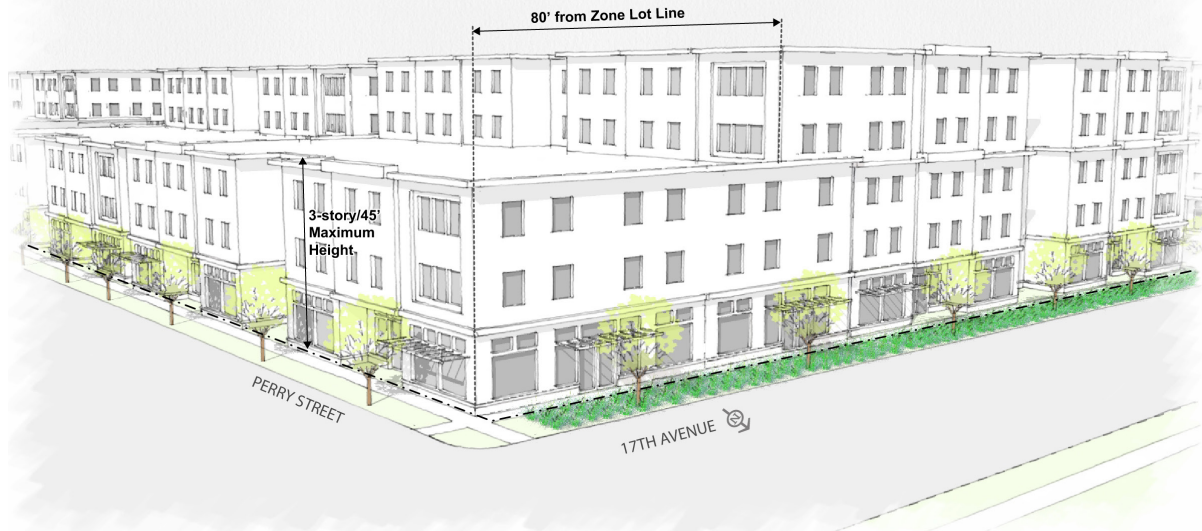 80’ from Zone Lot Line
3-story/45’
Maximum
Height
PERRY STREET
17TH AVENUE